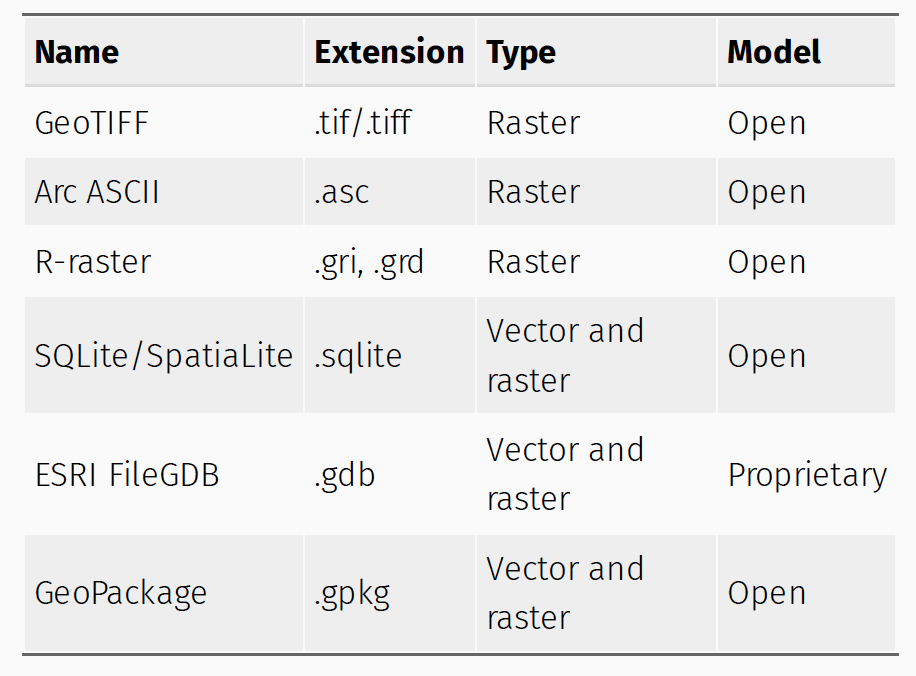 Name Extension Type Model
GeoTIFF .tif/.tiff Raster Open
Arc ASCII .asc Raster Open
R-raster .gri, .grd Raster Open
SQLite/SpatiaLite .sqlite Vector and raster Open
ESRI FileGDB .gdb Vector and raster Proprietary
GeoPackage .gpkg Vector and raster Open